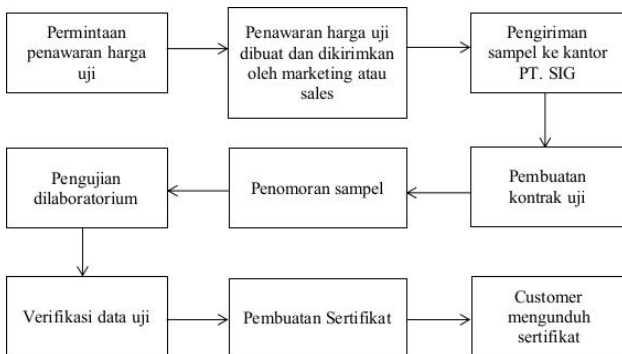 Permintaan
penawaran harga
uji
Penawaran harga uji
dibuat dan dikirimkan
oleh marketing atau
sales
Pengiriman
sampel ke kantor
PT. SIG
Pembuatan
kontrak uji
Penomoran sampel
Pengujian
dilaboratorium
Verifikasi data uji
Pembuatan Sertifikat
Customer
mengunduh
sertifikat